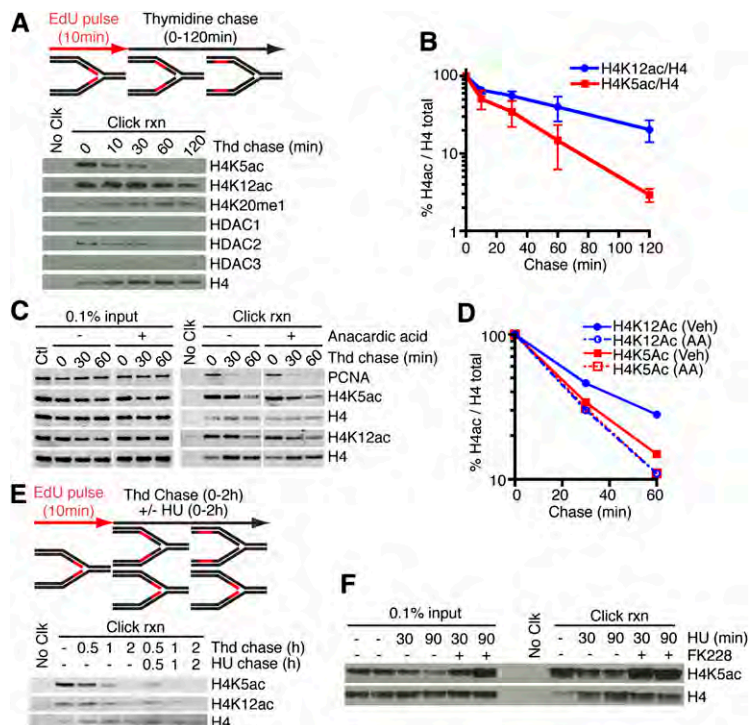 A
EdU pulse
(10min)
Thymidine chase
(0-120min)
No Clk
Click rxn
0 10 30 60 120
Thd chase (min)
H4K5ac
H4K12ac
H4K20me1
HDAC1
HDAC2
HDAC3
H4
B
H4K12ac/H4
H4K5ac/H4
% H4ac / H4 total
100
10
1
0 20 40 60 80 100 120
Chase (min)
C
0.1% input
Click rxn
- + No Clk - + Anacardic acid
Ctl 0 30 60 0 30 60 0 30 60 0 30 60 Thd chase (min)
PCNA
H4K5ac
H4
H4K12ac
H4
D
H4K12Ac (Veh)
H4K12Ac (AA)
H4K5Ac (Veh)
H4K5Ac (AA)
% H4ac / H4 total
100
10
0 10 20 30 40 50 60
Chase (min)
E
EdU pulse
(10min)
Thd Chase (0-2h)
+/- HU (0-2h)
No Clk
Click rxn
- 0.5 1 2 0.5 1 2 Thd chase (h)
0.5 1 2 HU chase (h)
H4K5ac
H4K12ac
H4
F
0.1% input
No Clk
Click rxn
- - 30 90 30 90 - 30 90 30 90 HU (min)
+ + + + FK228
H4K5ac
H4